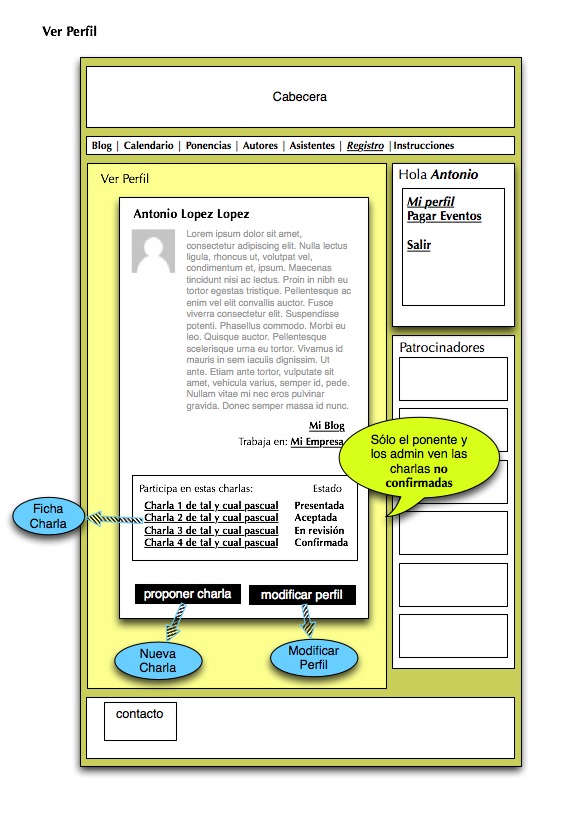 Ver Perfil
Cabecera
Blog | Calendario | Ponencias | Autores | Asistentes | Registro | Instrucciones
Ver Perfil
Antonio Lopez Lopez
Lorem ipsum dolor sit amet,
consectetur adipiscing elit. Nulla lectus
ligula, rhoncus ut, volutpat vel,
condimentum et, ipsum. Maecenas
tincidunt nisi ac lectus. Proin in nibh eu
tortor egestas tristique. Pellentesque ac
enim vel elit convallis auctor. Fusce
viverra consectetur elit. Suspendisse
potenti. Phasellus commodo. Morbi eu
leo. Quisque auctor. Pellentesque
scelerisque urna eu tortor. Vivamus id
mauris in sem iaculis dignissim. Ut
ante. Etiam ante tortor, vulputate sit
amet, vehicula varius, semper id, pede.
Nullam vitae mi nec eros pulvinar
gravida. Donec semper massa id nunc.
Mi Blog
Trabaja en: Mi Empresa
Participa en estas charlas: Estado
Charla 1 de tal y cual pascual Presentada
Charla 2 de tal y cual pascual Aceptada
Charla 3 de tal y cual pascual En revisión
Charla 4 de tal y cual pascual Confirmada
Ficha
Charla
proponer charla
modificar perfil
Nueva
Charla
Modificar
Perfil
Hola Antonio
Mi perfil
Pagar Eventos
Salir
Patrocinadores
Sólo el ponente y
los admin ven las
charlas no
confirmadas
contacto